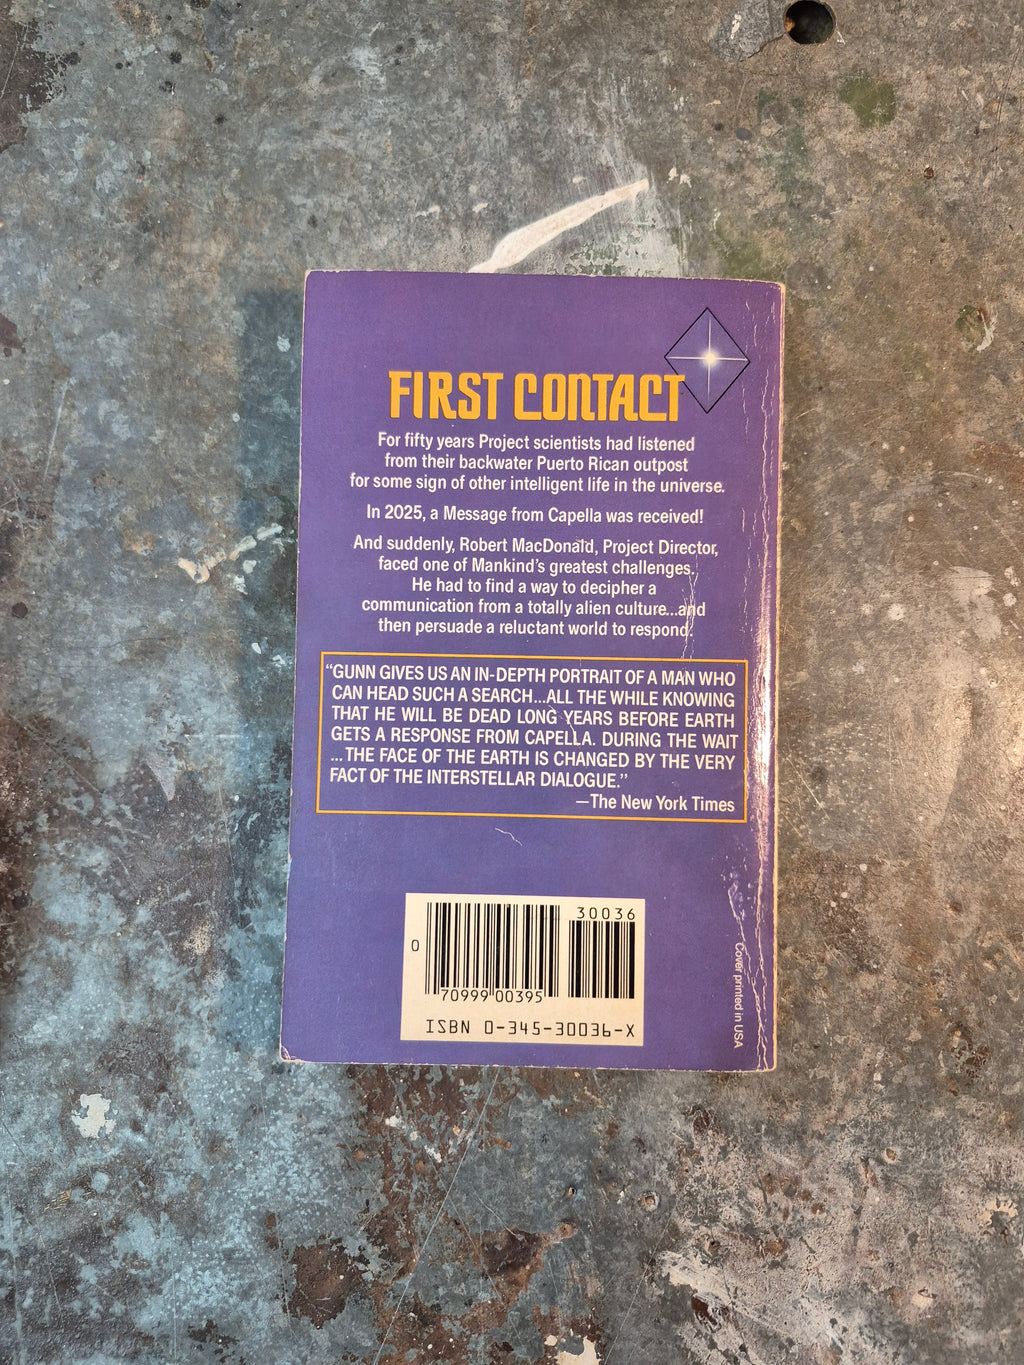 FIRST CONTACT
For fifty years Project scientists had listened
from their backwater Puerto Rican outpost
for some sign of other intelligent life in the universe.
In 2025, a Message from Capella was received!
And suddenly, Robert MacDonald, Project Director,
faced one of Mankind's greatest challenges.
He had to find a way to decipher a
communication from a totally alien culture...and
then persuade a reluctant world to respond.
“GUNN GIVES US AN IN-DEPTH PORTRAIT OF A MAN WHO
CAN HEAD SUCH A SEARCH...ALL THE WHILE KNOWING
THAT HE WILL BE DEAD LONG YEARS BEFORE EARTH
GETS A RESPONSE FROM CAPELLA. DURING THE WAIT
...THE FACE OF THE EARTH IS CHANGED BY THE VERY
FACT OF THE INTERSTELLAR DIALOGUE.”
—The New York Times
30036
0
70999 00395
ISBN 0-345-30036-X
Cover printed in USA